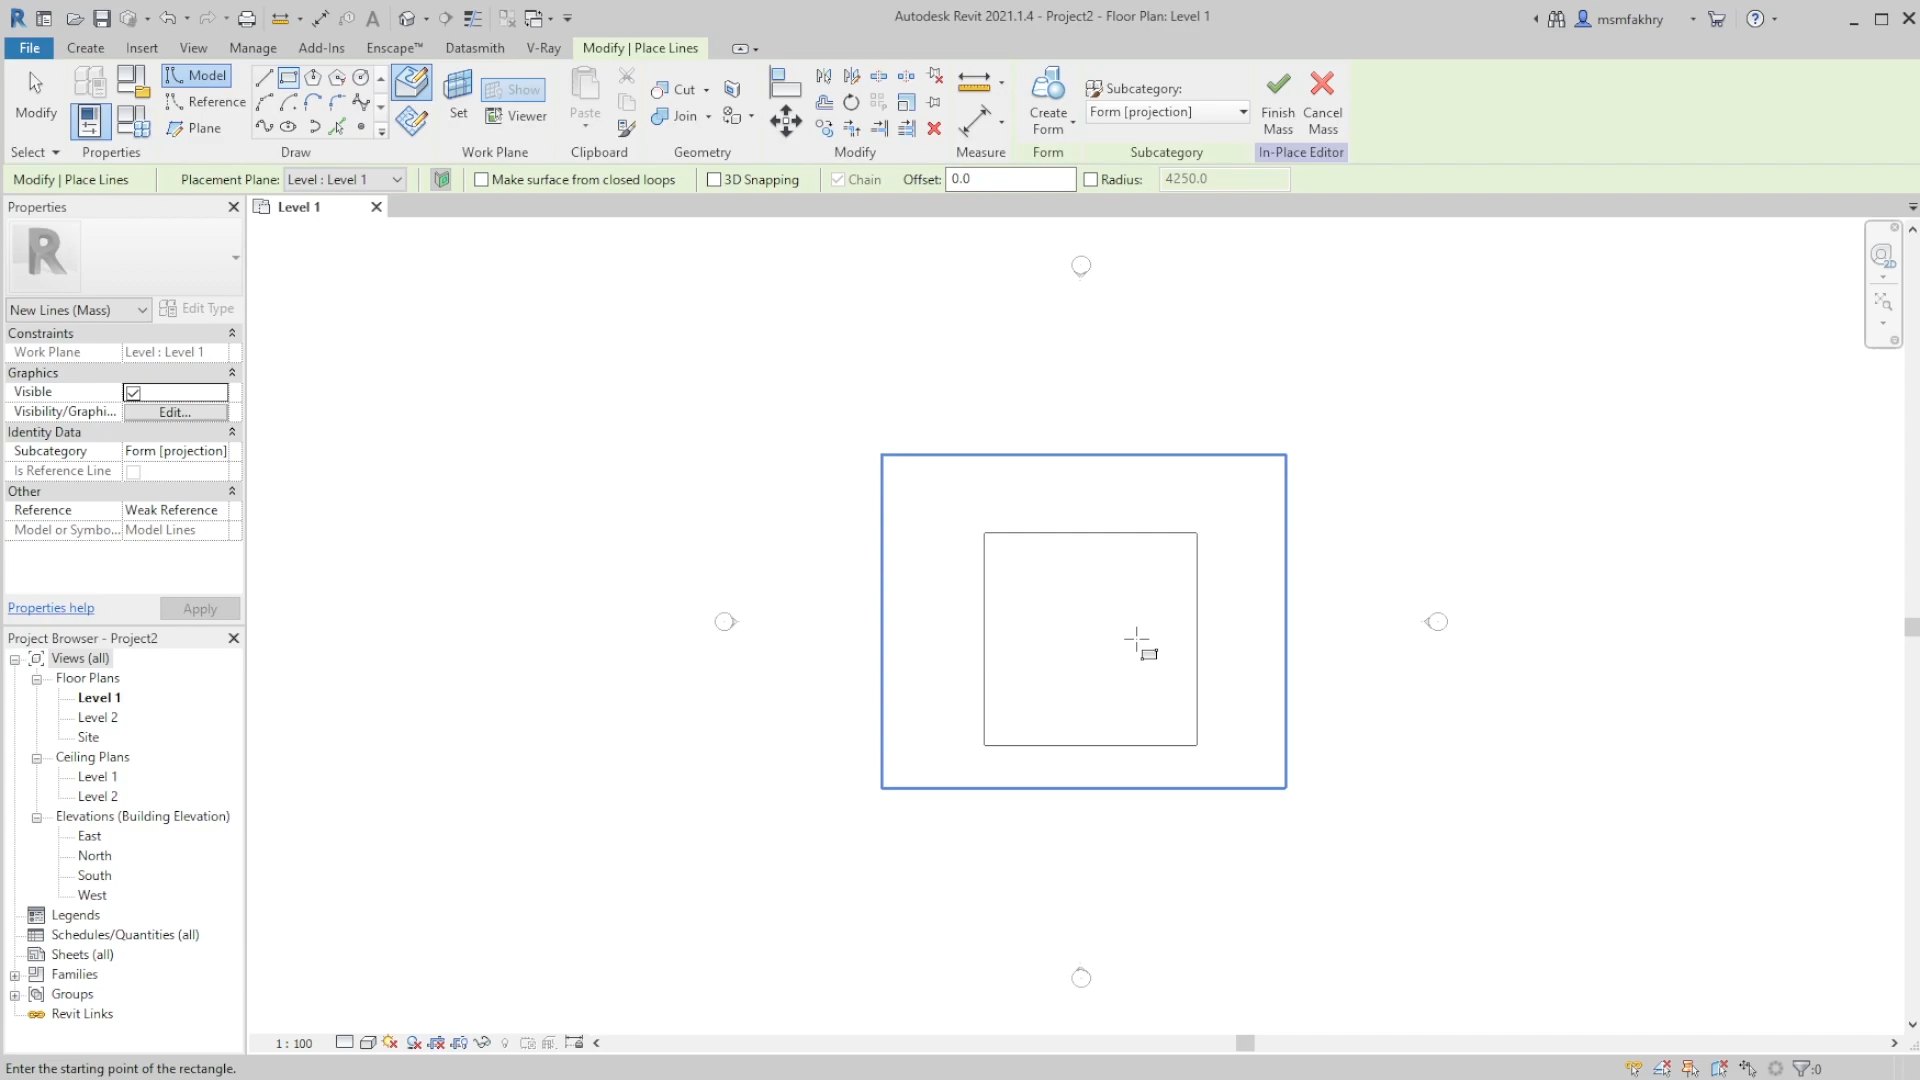 Autodesk Revit 2021.1.4 - Project2 - Floor Plan: Level 1
msmfakhry
File Create Insert View Manage Add-Ins Enscape™ Datasmith V-Ray Modify | Place Lines
Modify
Model
Reference
Plane
Set
Show
Viewer
Paste
Cut
Join
Create
Form
Subcategory:
Form [projection]
Finish
Mass
Cancel
Mass
Select Properties Draw Work Plane Clipboard Geometry Modify Measure Form Subcategory In-Place Editor
Modify | Place Lines Placement Plane: Level : Level 1 Make surface from closed loops 3D Snapping Chain Offset: 0.0 Radius: 4250.0
Properties
Level 1
R
2D
New Lines (Mass) Edit Type
Constraints
Work Plane Level : Level 1
Graphics
Visible
Visibility/Graphi... Edit...
Identity Data
Subcategory Form [projection]
Is Reference Line
Other
Reference Weak Reference
Model or Symbo... Model Lines
Properties help Apply
Project Browser - Project2
Views (all)
Floor Plans
Level 1
Level 2
Site
Ceiling Plans
Level 1
Level 2
Elevations (Building Elevation)
East
North
South
West
Legends
Schedules/Quantities (all)
Sheets (all)
Families
Groups
Revit Links
1 : 100
Enter the starting point of the rectangle.
:0